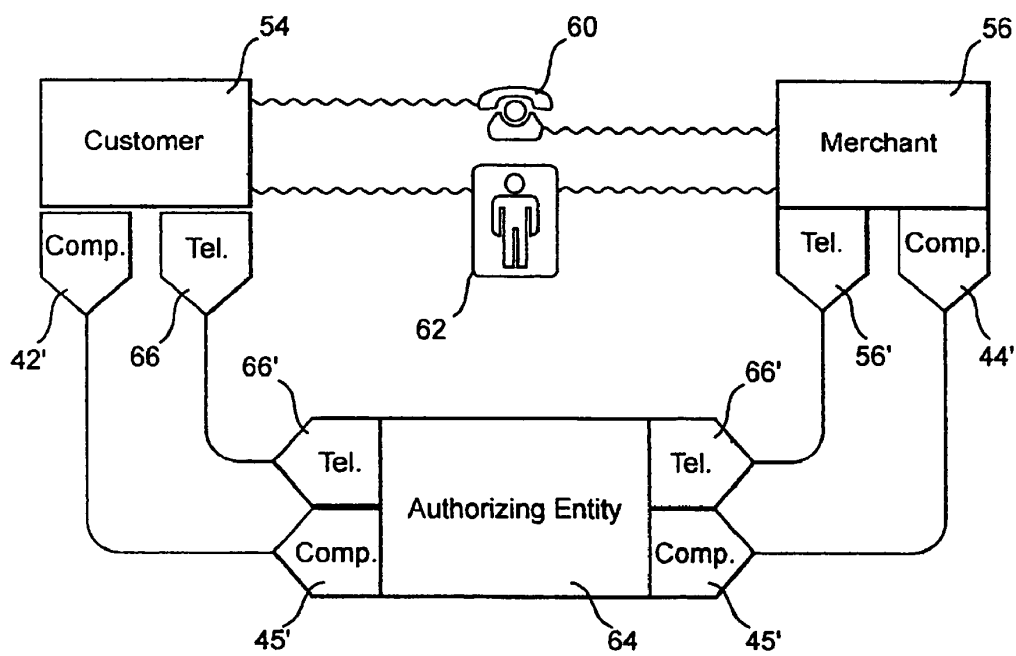 54
60
56
Customer
Merchant
Comp.
Tel.
Tel.
Comp.
42'
66
62
56'
44'
66'
66'
Tel.
Tel.
Authorizing Entity
Comp.
Comp.
45'
64
45'